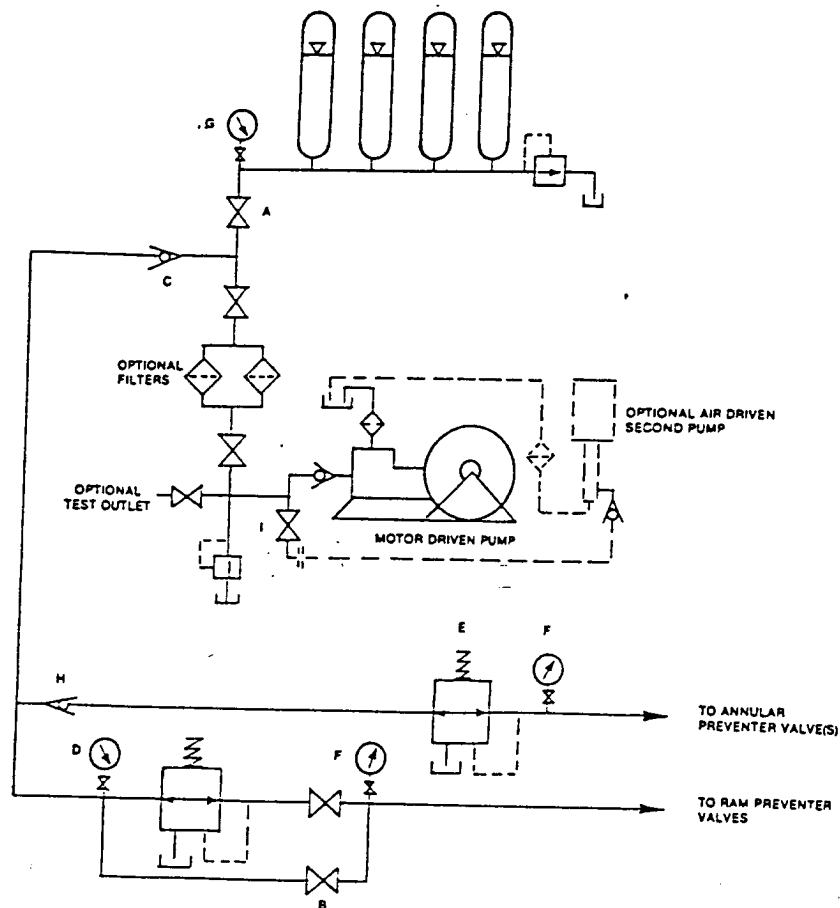 G
A
C
OPTIONAL
FILTERS
OPTIONAL AIR DRIVEN
SECOND PUMP
OPTIONAL
TEST OUTLET
I
MOTOR DRIVEN PUMP
E
F
H
TO ANNULAR
PREVENTER VALVE(S)
D
F
TO RAM PREVENTER
VALVES
B